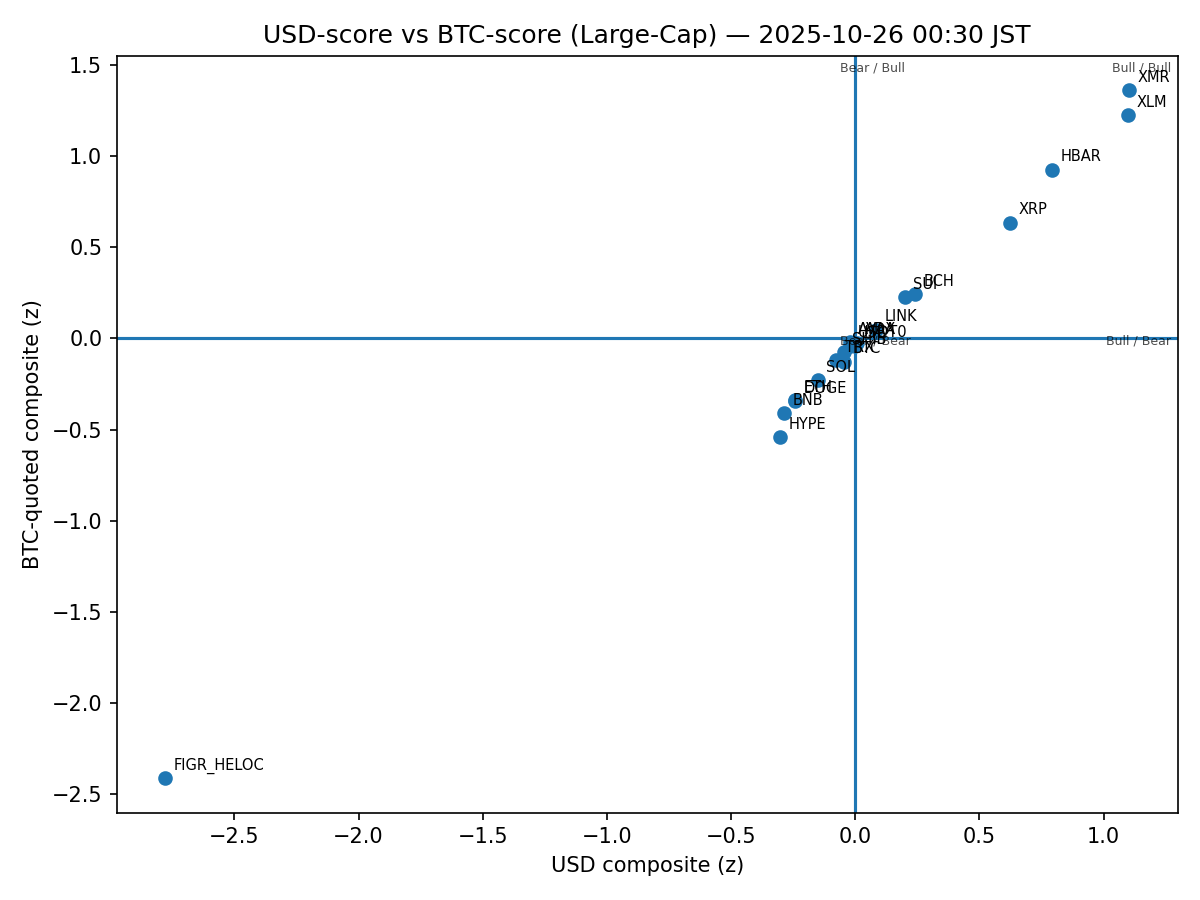 USD-score vs BTC-score (Large-Cap) — 2025-10-26 00:30 JST
Bear / Bull
Bull / Bull
XMR
XLM
HBAR
XRP
BCH
SUI
LINK
Bull / Bear
SOL
DOGE
ETH
BNB
HYPE
FIGR_HELOC
1.5
1.0
0.5
0.0
−0.5
−1.0
−1.5
−2.0
−2.5
−2.5
−2.0
−1.5
−1.0
−0.5
0.0
0.5
1.0
BTC-quoted composite (z)
USD composite (z)